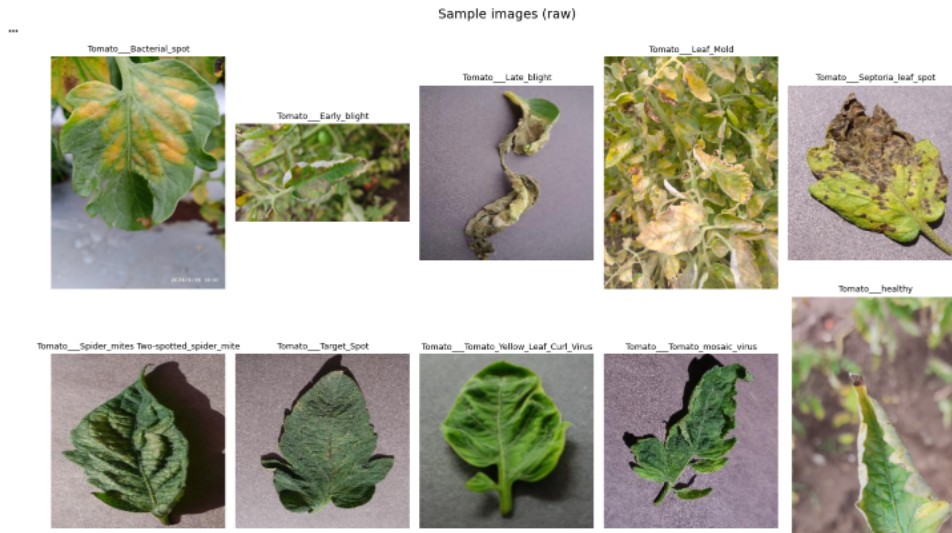 Sample images (raw)
...
Tomato___Bacterial_spot
Tomato___Early_blight
Tomato___Late_blight
Tomato___Leaf_Mold
Tomato___Septoria_leaf_spot
Tomato___Spider_mites Two-spotted_spider_mite
Tomato___Target_Spot
Tomato___Tomato_Yellow_Leaf_Curl_Virus
Tomato___Tomato_mosaic_virus
Tomato___healthy